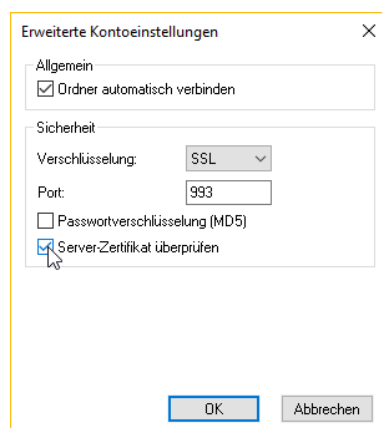 Erweiterte Kontoeinstellungen
Allgemein
Ordner automatisch verbinden
Sicherheit
Verschlüsselung: SSL
Port: 993
Passwortverschlüsselung (MD5)
Server-Zertifikat überprüfen
OK Abbrechen